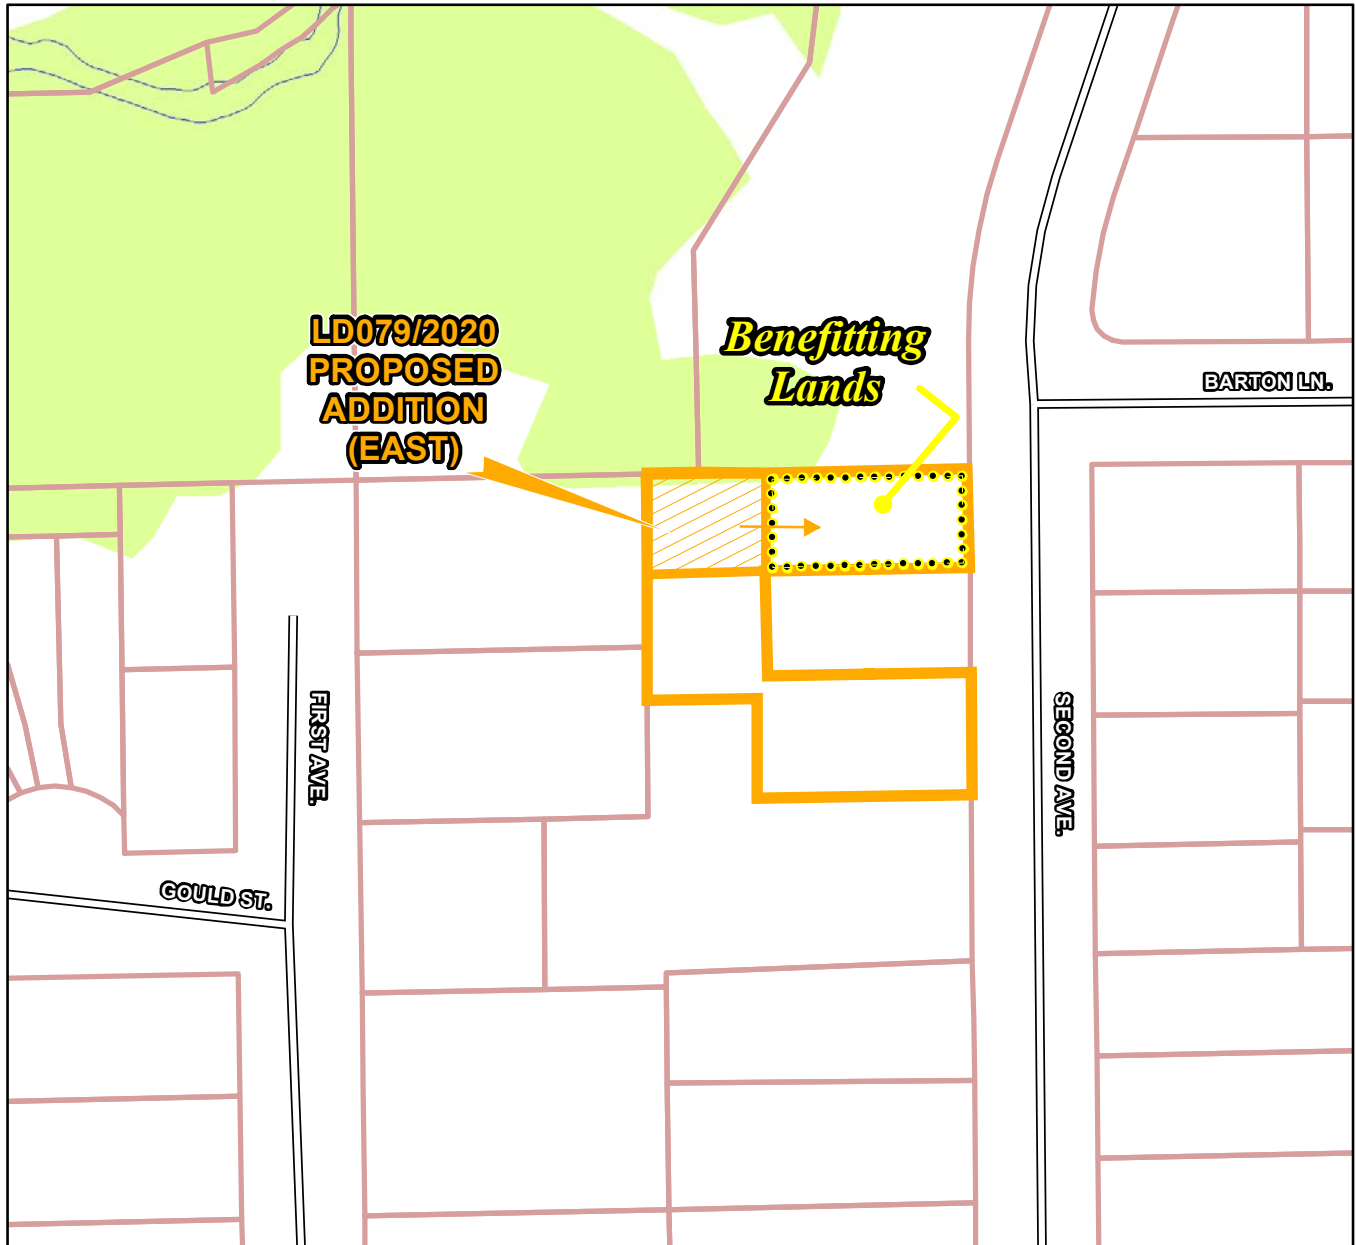 LD079/2020
PROPOSED
ADDITION
(EAST)
Benefitting
Lands
BARTON LN.
FIRST AVE.
SECOND AVE.
GOULD ST.